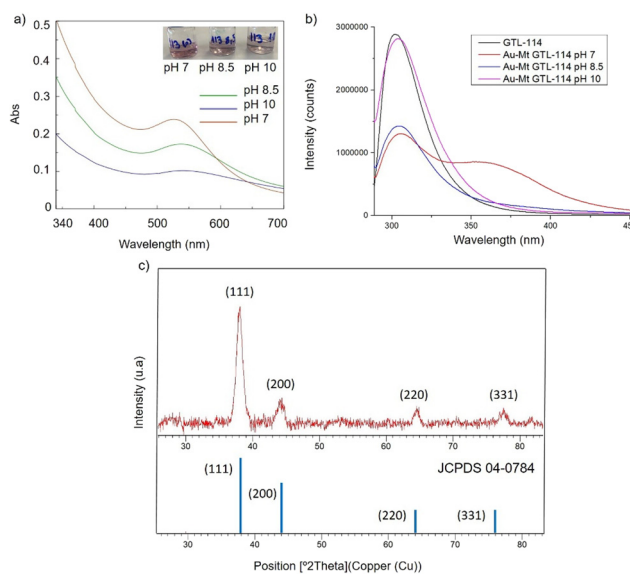 a)
0.5
0.4
0.3
0.2
0.1
0
Abs
pH 7 pH 8.5 pH 10
pH 8.5
pH 10
pH 7
340 400 500 600 700
Wavelength (nm)
b)
3000000
2000000
1000000
0
Intensity (counts)
GTL-114
Au-Mt GTL-114 pH 7
Au-Mt GTL-114 pH 8.5
Au-Mt GTL-114 pH 10
300 350 400 450
Wavelength (nm)
c)
(111)
(200)
(220)
(331)
Intensity (u.a)
30 40 50 60 70 80
JCPDS 04-0784
(111)
(200)
(220)
(331)
30 40 50 60 70 80
Position [º2Theta](Copper (Cu))